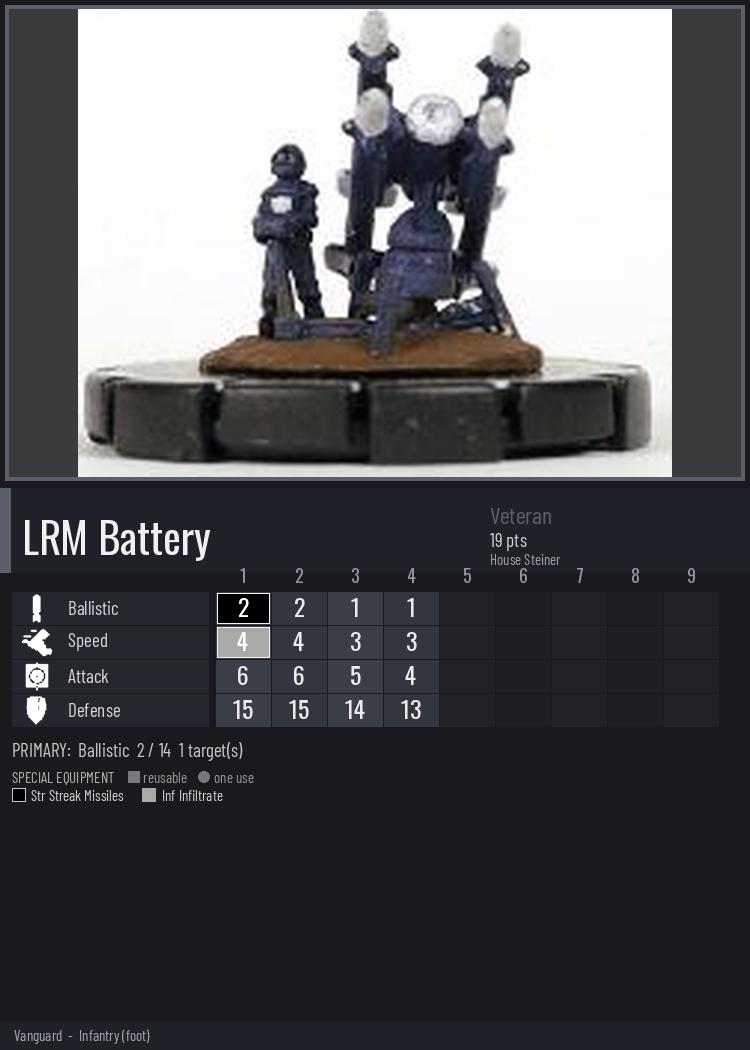 LRM Battery
Veteran
19 pts
House Steiner
1 2 3 4 5 6 7 8 9
Ballistic 2 2 1 1
Speed 4 4 3 3
Attack 6 6 5 4
Defense 15 15 14 13
PRIMARY: Ballistic 2 / 14 1 target(s)
SPECIAL EQUIPMENT reusable one use
Str Streak Missiles Inf Infiltrate
Vanguard - Infantry (foot)